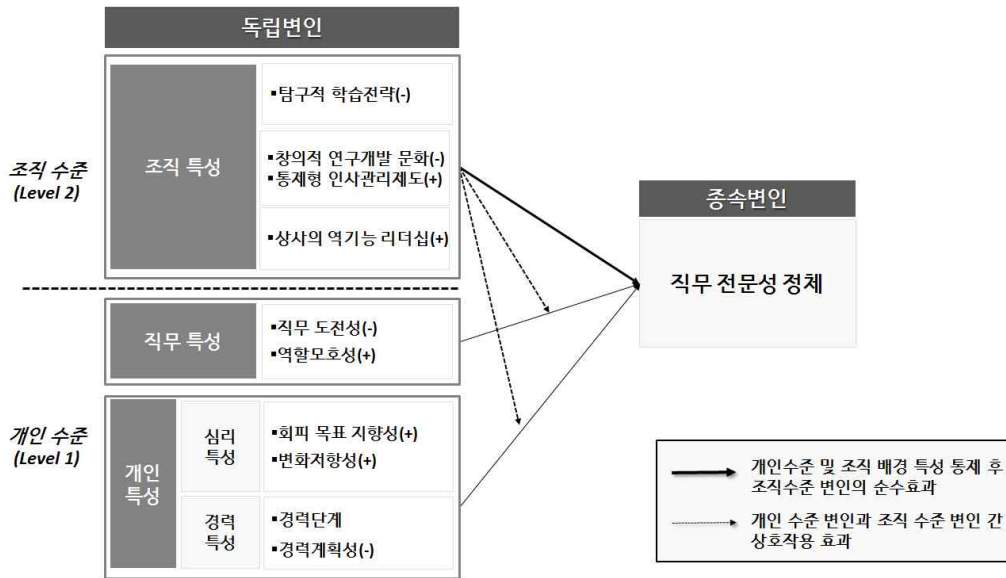 독립변인
조직 수준
(Level 2)
조직 특성
▪탐구적 학습전략(-)
▪창의적 연구개발 문화(-)
▪통제형 인사관리제도(+)
▪상사의 역기능 리더십(+)
종속변인
직무 전문성 정체
직무 특성
▪직무 도전성(-)
▪역할모호성(+)
개인 수준
(Level 1)
개인
특성
심리
특성
▪회피 목표 지향성(+)
▪변화저항성(+)
경력
특성
▪경력단계
▪경력계획성(-)
개인수준 및 조직 배경 특성 통제 후
조직수준 변인의 순수효과
개인 수준 변인과 조직 수준 변인 간
상호작용 효과